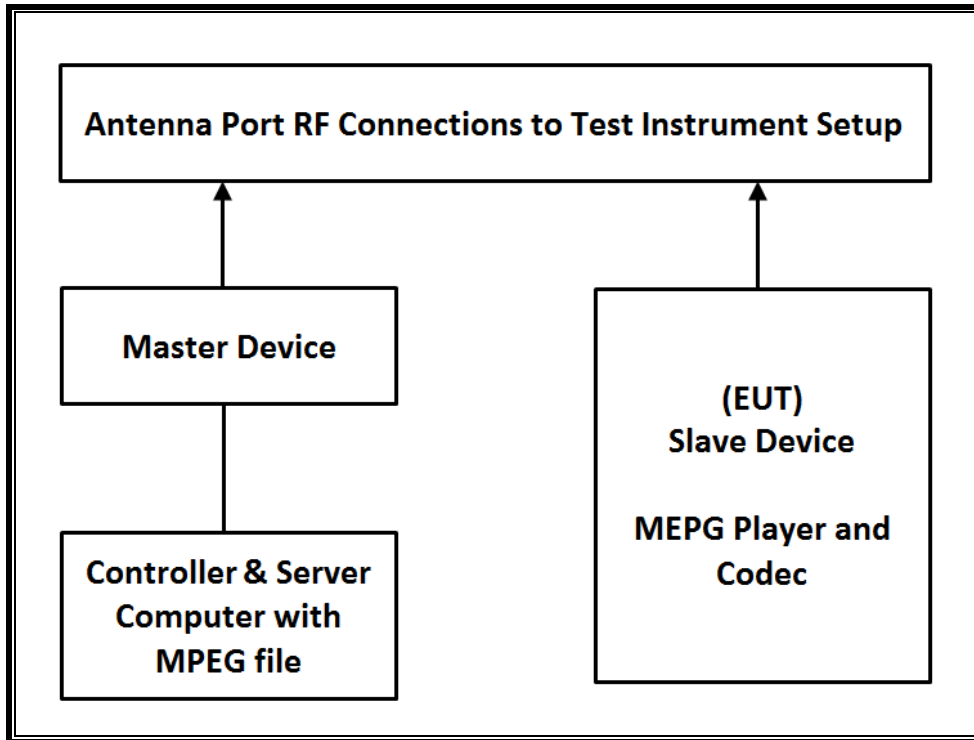 Antenna Port RF Connections to Test Instrument Setup
Master Device
(EUT)
Slave Device
MEPG Player and
Codec
Controller & Server
Computer with
MPEG file